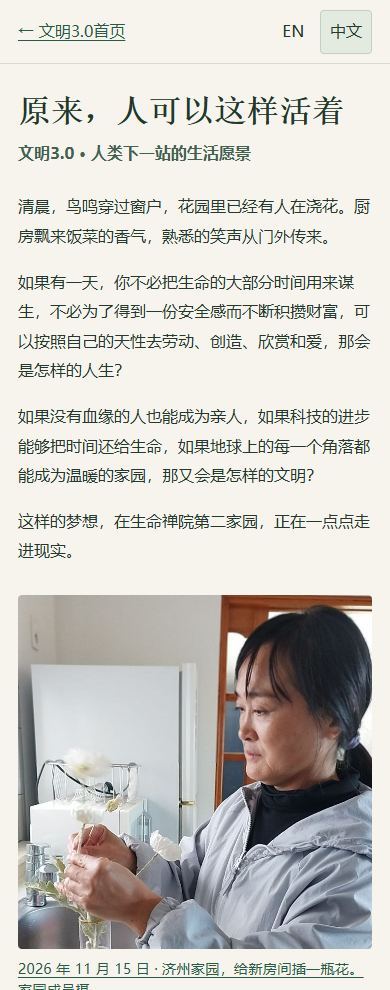 ← 文明3.0首页
EN
中文
原来，人可以这样活着
文明3.0 • 人类下一站的生活愿景
清晨，鸟鸣穿过窗户，花园里已经有人在浇花。厨
房飘来饭菜的香气，熟悉的笑声从门外传来。
如果有一天，你不必把生命的大部分时间用来谋
生，不必为了得到一份安全感而不断积攒财富，可
以按照自己的天性去劳动、创造、欣赏和爱，那会
是怎样的人生？
如果没有血缘的人也能成为亲人，如果科技的进步
能够把时间还给生命，如果地球上的每一个角落都
能成为温暖的家园，那又会是怎样的文明？
这样的梦想，在生命禅院第二家园，正在一点点走
进现实。
2026 年 11 月 15 日 · 济州家园，给新房间插一瓶花。
家园成员摄